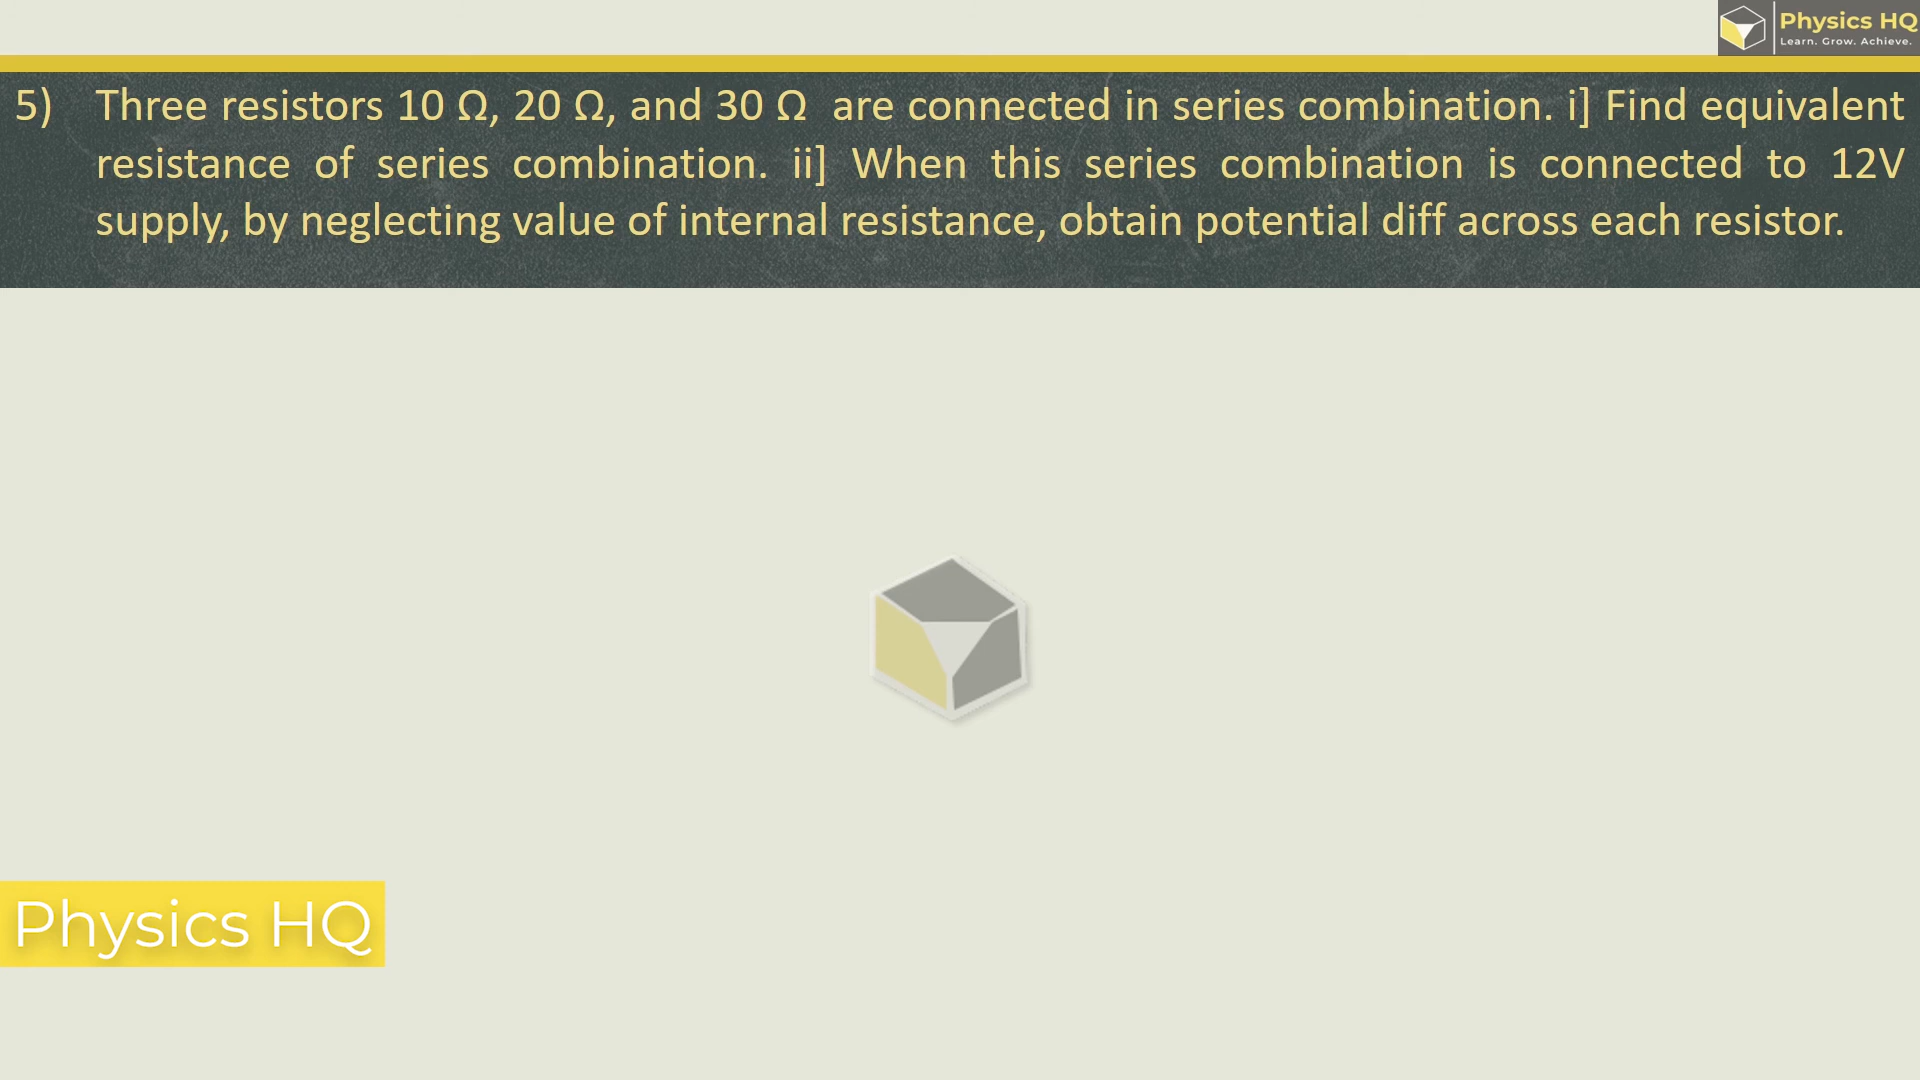 Physics HQ
Learn. Grow. Achieve.
5) Three resistors 10 Ω, 20 Ω, and 30 Ω are connected in series combination. i] Find equivalent
resistance of series combination. ii] When this series combination is connected to 12V
supply, by neglecting value of internal resistance, obtain potential diff across each resistor.
Physics HQ